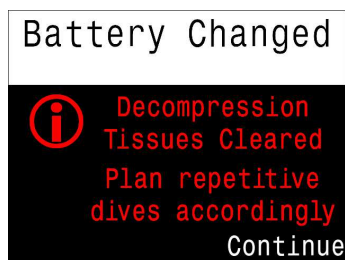 Battery Changed
Decompression
Tissues Cleared
Plan repetitive
dives accordingly
Continue